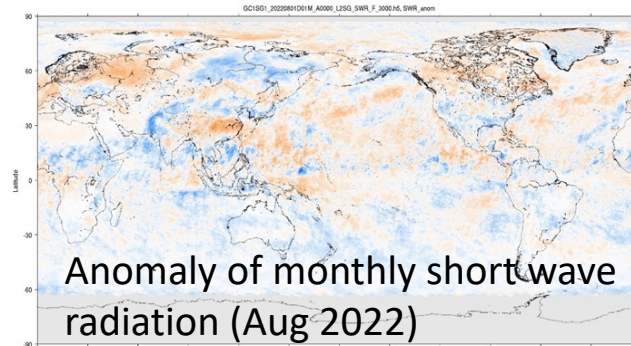 GC1SG1_20220801D01M_A0000_L2SG_SWR_F_3000.h5, SWR_anom
90
60
30
0
-30
-60
-90
Latitude
Anomaly of monthly short wave
radiation (Aug 2022)